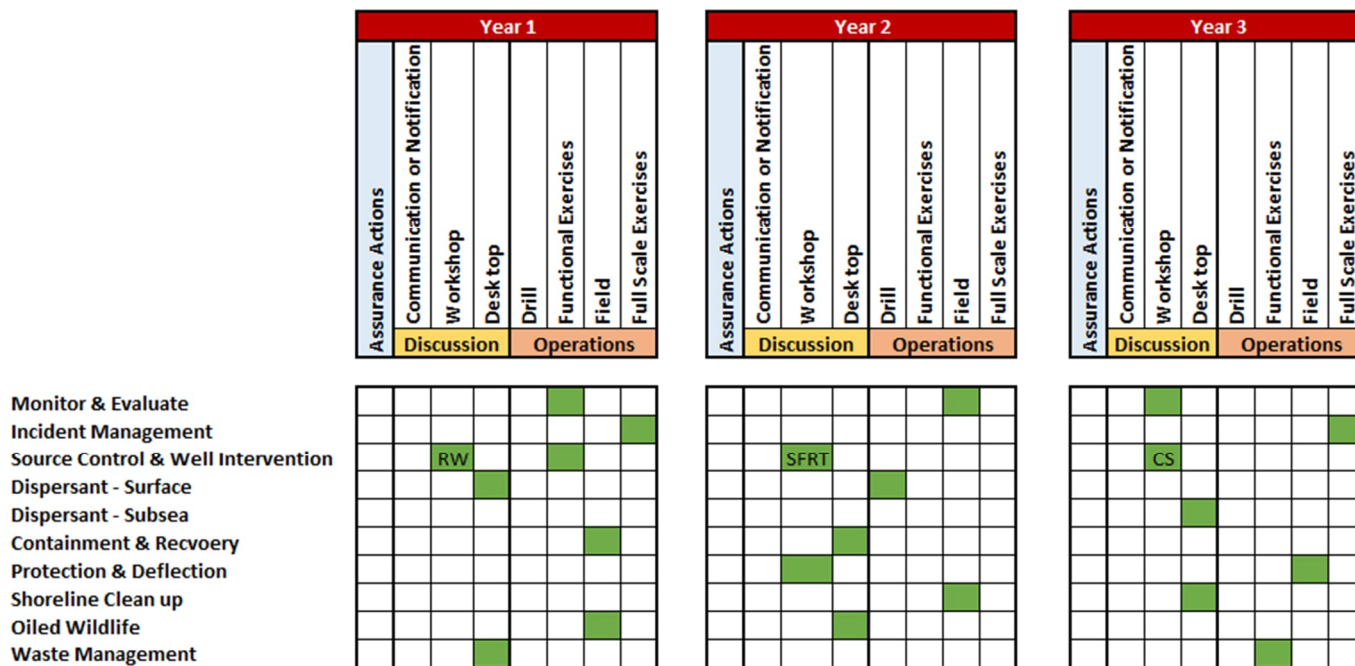 Year 1
Year 2
Year 3
Assurance Actions
Communication or Notification
Workshop
Desk top
Drill
Functional Exercises
Field
Full Scale Exercises
Assurance Actions
Communication or Notification
Workshop
Desk top
Drill
Functional Exercises
Field
Full Scale Exercises
Assurance Actions
Communication or Notification
Workshop
Desk top
Drill
Functional Exercises
Field
Full Scale Exercises
Discussion Operations
Discussion Operations
Discussion Operations
Monitor & Evaluate
Incident Management
Source Control & Well Intervention RW SFRT CS
Dispersant - Surface
Dispersant - Subsea
Containment & Recvoery
Protection & Deflection
Shoreline Clean up
Oiled Wildlife
Waste Management